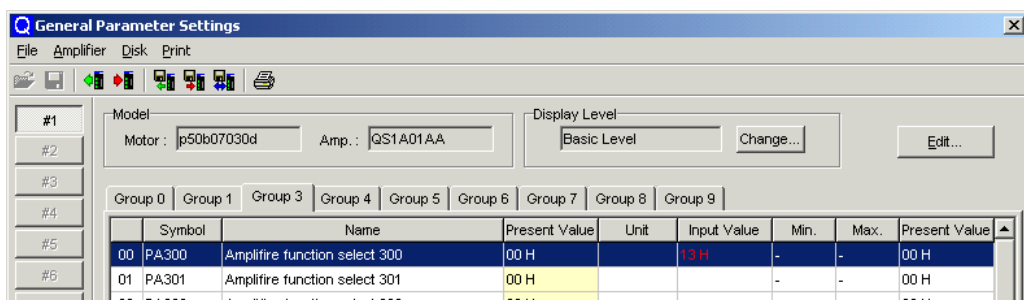 General Parameter Settings
File Amplifier Disk Print
#1 Model Display Level
Motor : p50b07030d Amp. : QS1A01AA Basic Level Change... Edit...
#2
#3
Group 0 Group 1 Group 3 Group 4 Group 5 Group 6 Group 7 Group 8 Group 9
#4
Symbol Name Present Value Unit Input Value Min. Max. Present Value
#5
00 PA300 Amplifire function select 300 00 H 13 H - - 00 H
#6
01 PA301 Amplifire function select 301 00 H - - 00 H